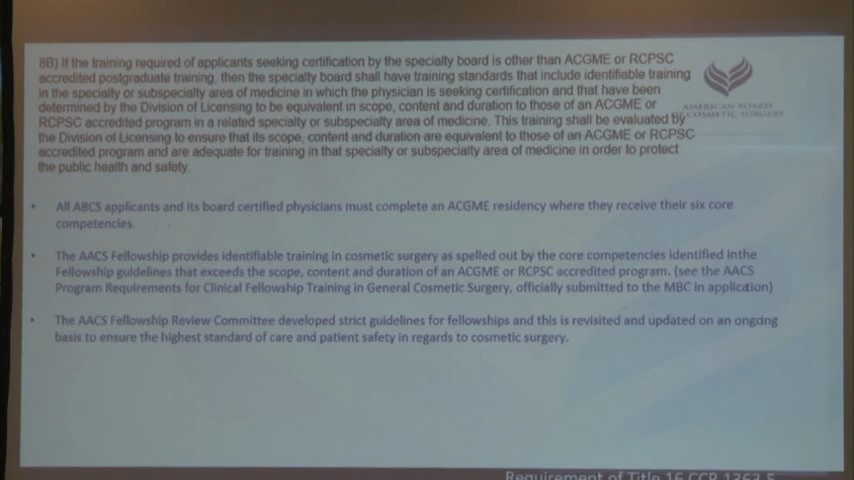 8B) If the training required of applicants seeking certification by the specialty board is other than ACGME or RCPSC
accredited postgraduate training, then the specialty board shall have training standards that include identifiable training
in the specialty or subspecialty area of medicine in which the physician is seeking certification and that have been
determined by the Division of Licensing to be equivalent in scope, content and duration to those of an ACGME or
RCPSC accredited program in a related specialty or subspecialty area of medicine. This training shall be evaluated by
the Division of Licensing to ensure that its scope, content and duration are equivalent to those of an ACGME or RCPSC
accredited program and are adequate for training in that specialty or subspecialty area of medicine in order to protect
the public health and safety.
AMERICAN BOARD
COSMETIC SURGERY
• All ABCS applicants and its board certified physicians must complete an ACGME residency where they receive their six core
competencies.
• The AACS Fellowship provides identifiable training in cosmetic surgery as spelled out by the core competencies identified inthe
Fellowship guidelines that exceeds the scope, content and duration of an ACGME or RCPSC accredited program. (see the AACS
Program Requirements for Clinical Fellowship Training in General Cosmetic Surgery, officially submitted to the MBC in application)
• The AACS Fellowship Review Committee developed strict guidelines for fellowships and this is revisited and updated on an ongoing
basis to ensure the highest standard of care and patient safety in regards to cosmetic surgery.
Requirement of Title 16 CCR 1363.5